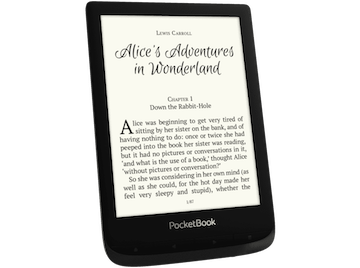 Lewis Carroll
Alice's Adventures
in Wonderland
Chapter 1
Down the Rabbit-Hole
Alice was beginning to get very tired of
sitting by her sister on the bank, and of
having nothing to do: once or twice she had
peeped into the book her sister was reading,
but it had no pictures or conversations in it,
'and what is the use of a book,' thought Alice
'without pictures or conversation?'
So she was considering in her own mind (as
well as she could, for the hot day made her
feel very sleepy and stupid), whether the
1/87
PocketBook